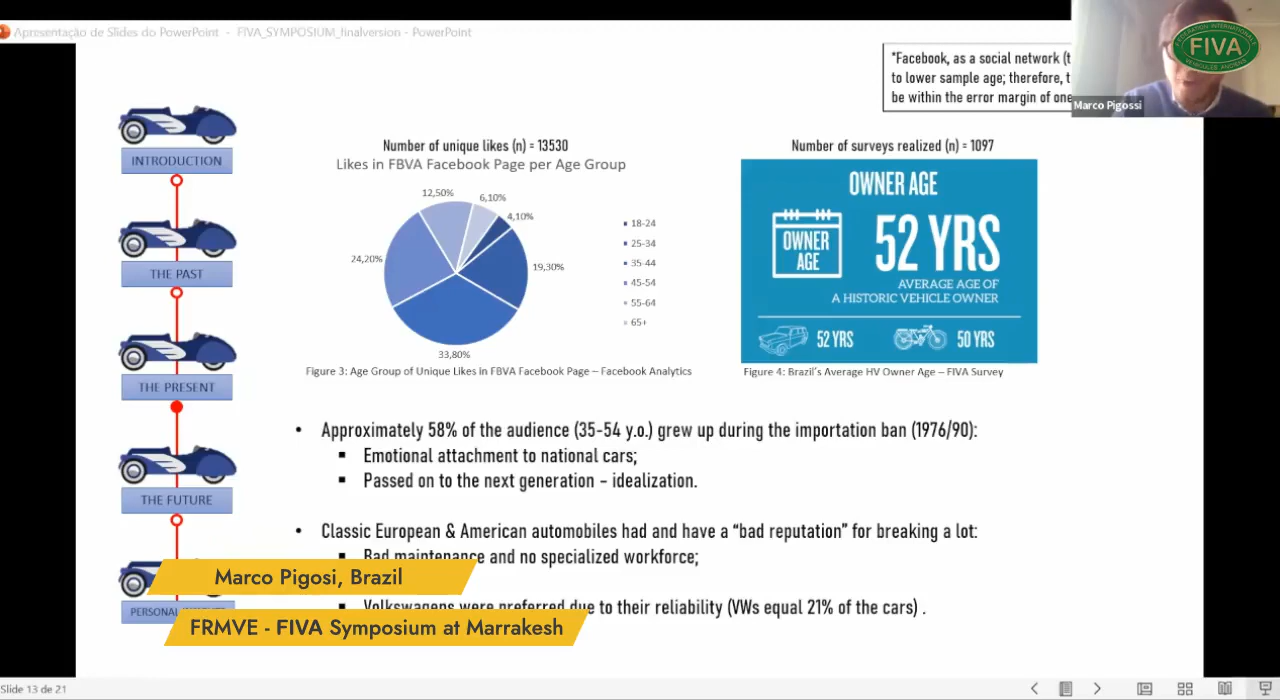 Apresentação de Slides do PowerPoint - FIVA_SYMPOSIUM_finalversion - PowerPoint
FEDERATION INTERNATIONALE
FIVA
VEHICULES ANCIENS
Marco Pigossi
*Facebook, as a social network (t
to lower sample age; therefore, t
be within the error margin of one
INTRODUCTION
THE PAST
THE PRESENT
THE FUTURE
PERSONAL
Number of unique likes (n) = 13530
Likes in FBVA Facebook Page per Age Group
12,50%
6,10%
4,10%
24,20%
19,30%
33,80%
18-24
25-34
35-44
45-54
55-64
65+
Figure 3: Age Group of Unique Likes in FBVA Facebook Page – Facebook Analytics
Number of surveys realized (n) = 1097
OWNER AGE
OWNER
AGE
52 YRS
AVERAGE AGE OF
A HISTORIC VEHICLE OWNER
52 YRS
50 YRS
Figure 4: Brazil's Average HV Owner Age – FIVA Survey
• Approximately 58% of the audience (35-54 y.o.) grew up during the importation ban (1976/90):
▪ Emotional attachment to national cars;
▪ Passed on to the next generation – idealization.
• Classic European & American automobiles had and have a “bad reputation” for breaking a lot:
▪ Bad maintenance and no specialized workforce;
▪ Volkswagens were preferred due to their reliability (VWs equal 21% of the cars) .
Marco Pigosi, Brazil
FRMVE - FIVA Symposium at Marrakesh
Slide 13 de 21